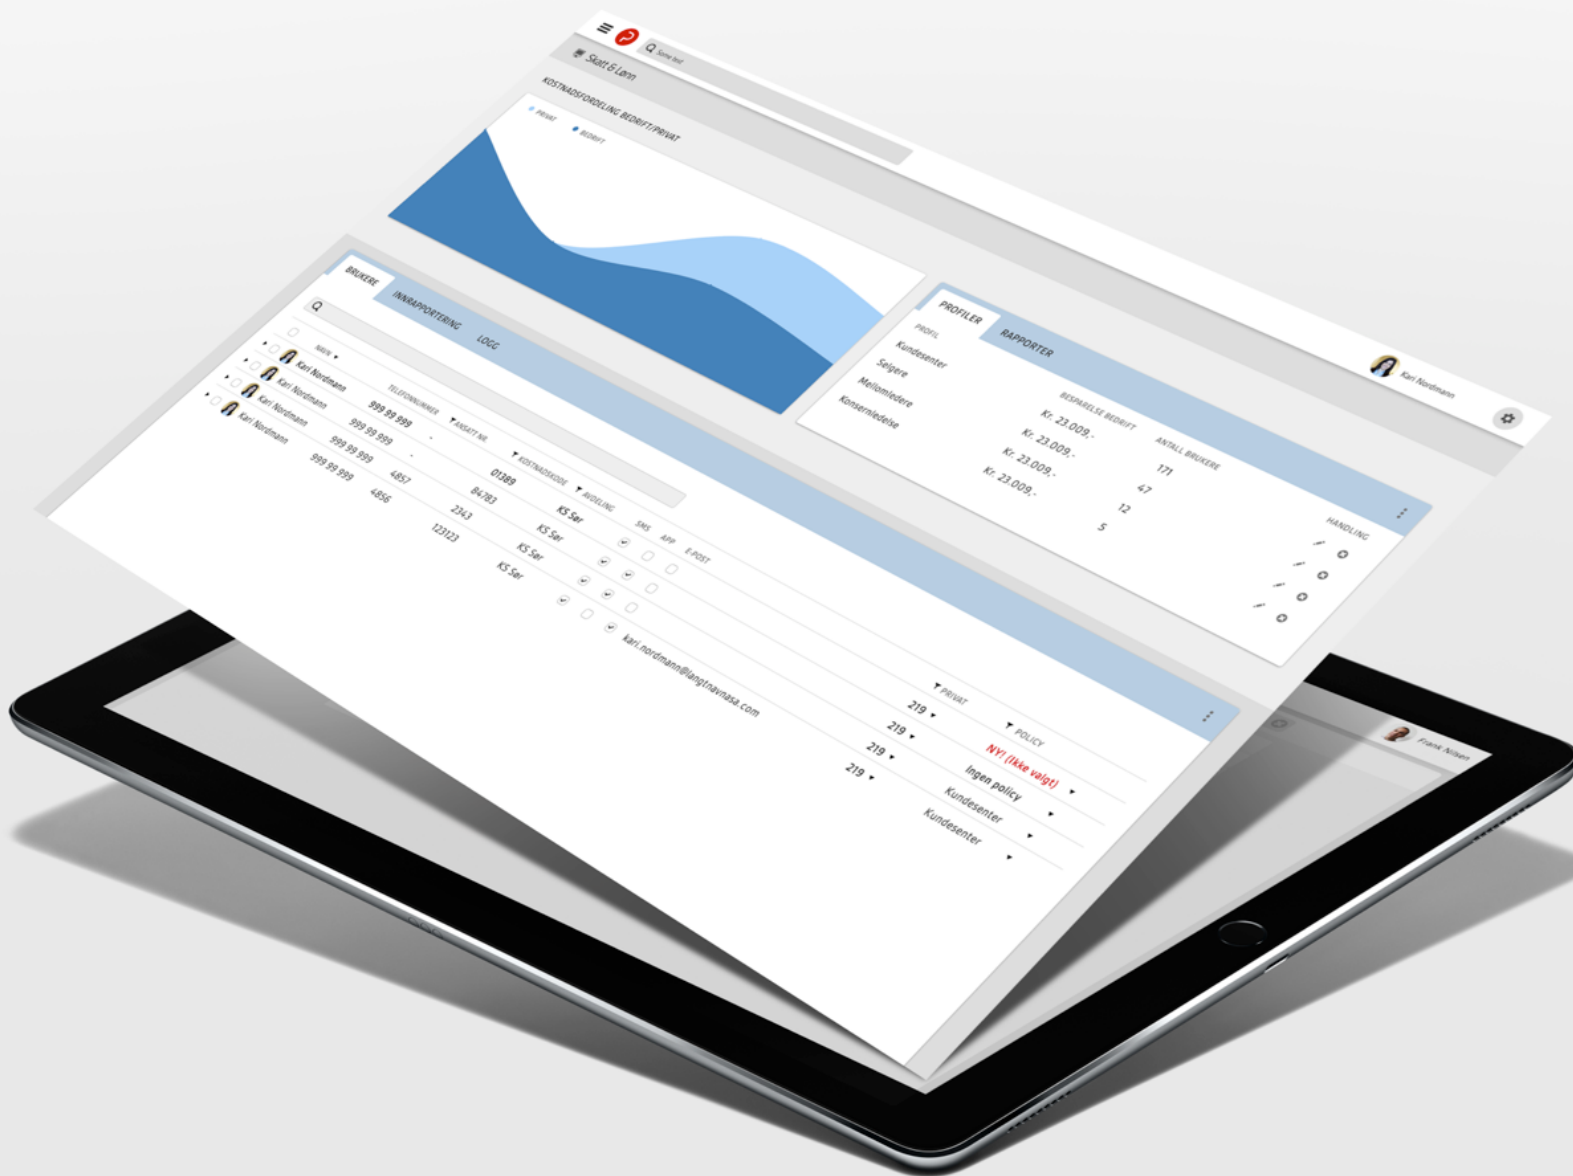 Some text
Skatt & Lønn
Kari Nordmann
KOSTNADSFORDELING BEDRIFT/PRIVAT
PRIVAT BEDRIFT
PROFILER RAPPORTER
PROFIL BESPARELSE BEDRIFT ANTALL BRUKERE HANDLING
Kundesenter Kr. 23.009,- 171
Selgere Kr. 23.009,- 47
Mellomledere Kr. 23.009,- 12
Konsernledelse Kr. 23.009,- 5
BRUKERE INNRAPPORTERING LOGG
NAVN TELEFONNUMMER ANSATT NR. KOSTNADSKODE AVDELING SMS APP E-POST PRIVAT POLICY
Kari Nordmann 999 99 999 - 01389 KS Sør 219 NY! (Ikke valgt)
Kari Nordmann 999 99 999 - B4783 KS Sør 219 Ingen policy
Kari Nordmann 999 99 999 4857 2343 KS Sør 219 Kundesenter
Kari Nordmann 999 99 999 4856 123123 KS Sør kari.nordmann@langtnavnasa.com 219 Kundesenter
Frank Nilsen